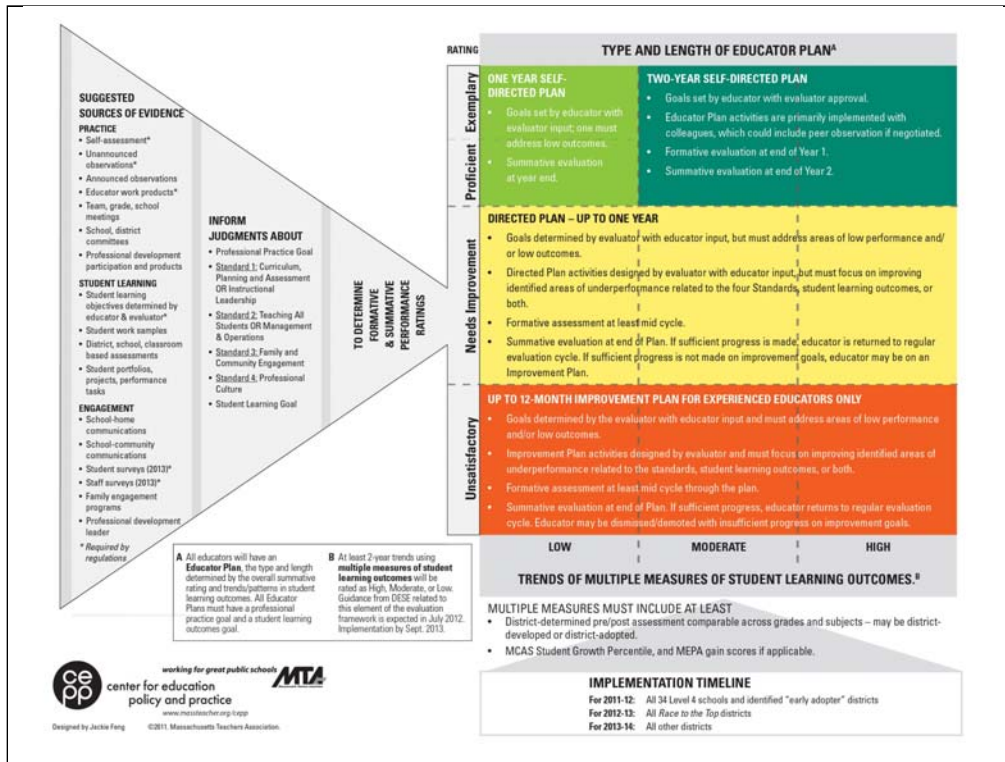 SUGGESTED
SOURCES OF EVIDENCE
PRACTICE
• Self-assessment*
• Unannounced
observations*
• Announced observations
• Educator work products*
• Team, grade, school
meetings
• School, district
committees
• Professional development
participation and products
STUDENT LEARNING
• Student learning
objectives determined by
educator & evaluator*
• Student work samples
• District, school, classroom
based assessments
• Student portfolios,
projects, performance
tasks
ENGAGEMENT
• School-home
communications
• School-community
communications
• Student surveys (2013)*
• Staff surveys (2013)*
• Family engagement
programs
• Professional development
leader
* Required by
regulations
INFORM
JUDGMENTS ABOUT
• Professional Practice Goal
• Standard 1: Curriculum,
Planning and Assessment
OR Instructional
Leadership
• Standard 2: Teaching All
Students OR Management
& Operations
• Standard 3: Family and
Community Engagement
• Standard 4: Professional
Culture
• Student Learning Goal
TO DETERMINE
FORMATIVE
& SUMMATIVE
PERFORMANCE
RATINGS
RATING
TYPE AND LENGTH OF EDUCATOR PLANᴬ
Exemplary
Proficient
ONE YEAR SELF-
DIRECTED PLAN
• Goals set by educator with
evaluator input; one must
address low outcomes.
• Summative evaluation
at year end.
TWO-YEAR SELF-DIRECTED PLAN
• Goals set by educator with evaluator approval.
• Educator Plan activities are primarily implemented with
colleagues, which could include peer observation if negotiated.
• Formative evaluation at end of Year 1.
• Summative evaluation at end of Year 2.
Needs Improvement
DIRECTED PLAN – UP TO ONE YEAR
• Goals determined by evaluator with educator input, but must address areas of low performance and/
or low outcomes.
• Directed Plan activities designed by evaluator with educator input, but must focus on improving
identified areas of underperformance related to the four Standards, student learning outcomes, or
both.
• Formative assessment at least mid cycle.
• Summative evaluation at end of Plan. If sufficient progress is made, educator is returned to regular
evaluation cycle. If sufficient progress is not made on improvement goals, educator may be on an
Improvement Plan.
Unsatisfactory
UP TO 12-MONTH IMPROVEMENT PLAN FOR EXPERIENCED EDUCATORS ONLY
• Goals determined by the evaluator with educator input and must address areas of low performance
and/or low outcomes.
• Improvement Plan activities designed by evaluator and must focus on improving identified areas of
underperformance related to the standards, student learning outcomes, or both.
• Formative assessment at least mid cycle through the plan.
• Summative evaluation at end of Plan. If sufficient progress, educator returns to regular evaluation
cycle. Educator may be dismissed/demoted with insufficient progress on improvement goals.
LOW MODERATE HIGH
TRENDS OF MULTIPLE MEASURES OF STUDENT LEARNING OUTCOMES.ᴮ
A All educators will have an
Educator Plan, the type and length
determined by the overall summative
rating and trends/patterns in student
learning outcomes. All Educator
Plans must have a professional
practice goal and a student learning
outcomes goal.
B At least 2-year trends using
multiple measures of student
learning outcomes will be
rated as High, Moderate, or Low.
Guidance from DESE related to
this element of the evaluation
framework is expected in July 2012.
Implementation by Sept. 2013.
MULTIPLE MEASURES MUST INCLUDE AT LEAST
• District-determined pre/post assessment comparable across grades and subjects – may be district-
developed or district-adopted.
• MCAS Student Growth Percentile, and MEPA gain scores if applicable.
IMPLEMENTATION TIMELINE
For 2011-12: All 34 Level 4 schools and identified "early adopter" districts
For 2012-13: All Race to the Top districts
For 2013-14: All other districts
cepp
working for great public schools MTA
center for education
policy and practice
www.massteacher.org/cepp
Designed by Jackie Feng ©2011. Massachusetts Teachers Association.